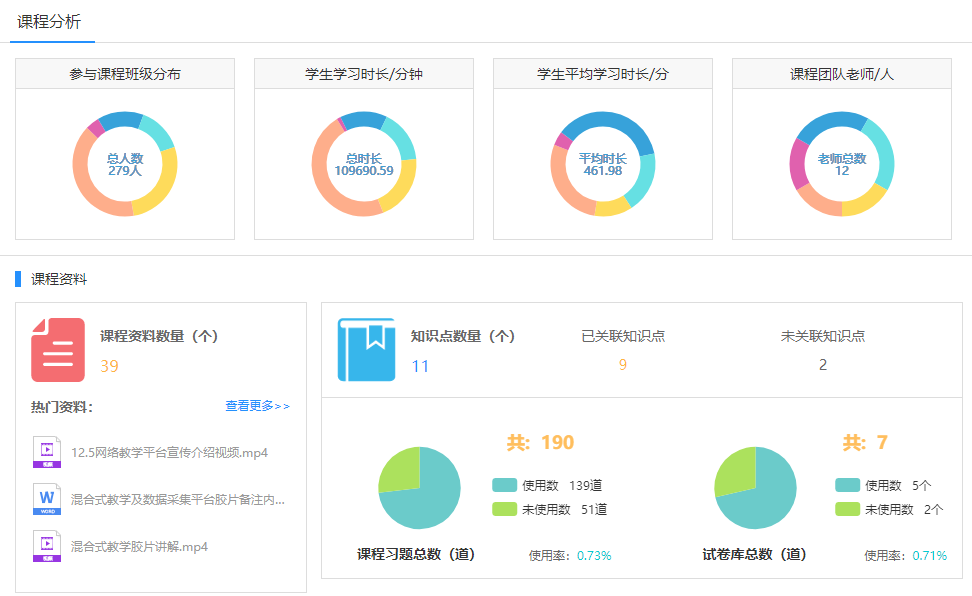 课程分析
参与课程班级分布
总人数
279人
学生学习时长/分钟
总时长
109690.59
学生平均学习时长/分
平均时长
461.98
课程团队老师/人
老师总数
12
课程资料
课程资料数量（个）
39
热门资料：
查看更多>>
12.5网络教学平台宣传介绍视频.mp4
W
WORD
混合式教学及数据采集平台胶片备注内...
混合式教学胶片讲解.mp4
知识点数量（个）
11
已关联知识点
9
未关联知识点
2
共: 190
使用数 139道
未使用数 51道
课程习题总数（道）
使用率: 0.73%
共: 7
使用数 5个
未使用数 2个
试卷库总数（道）
使用率: 0.71%